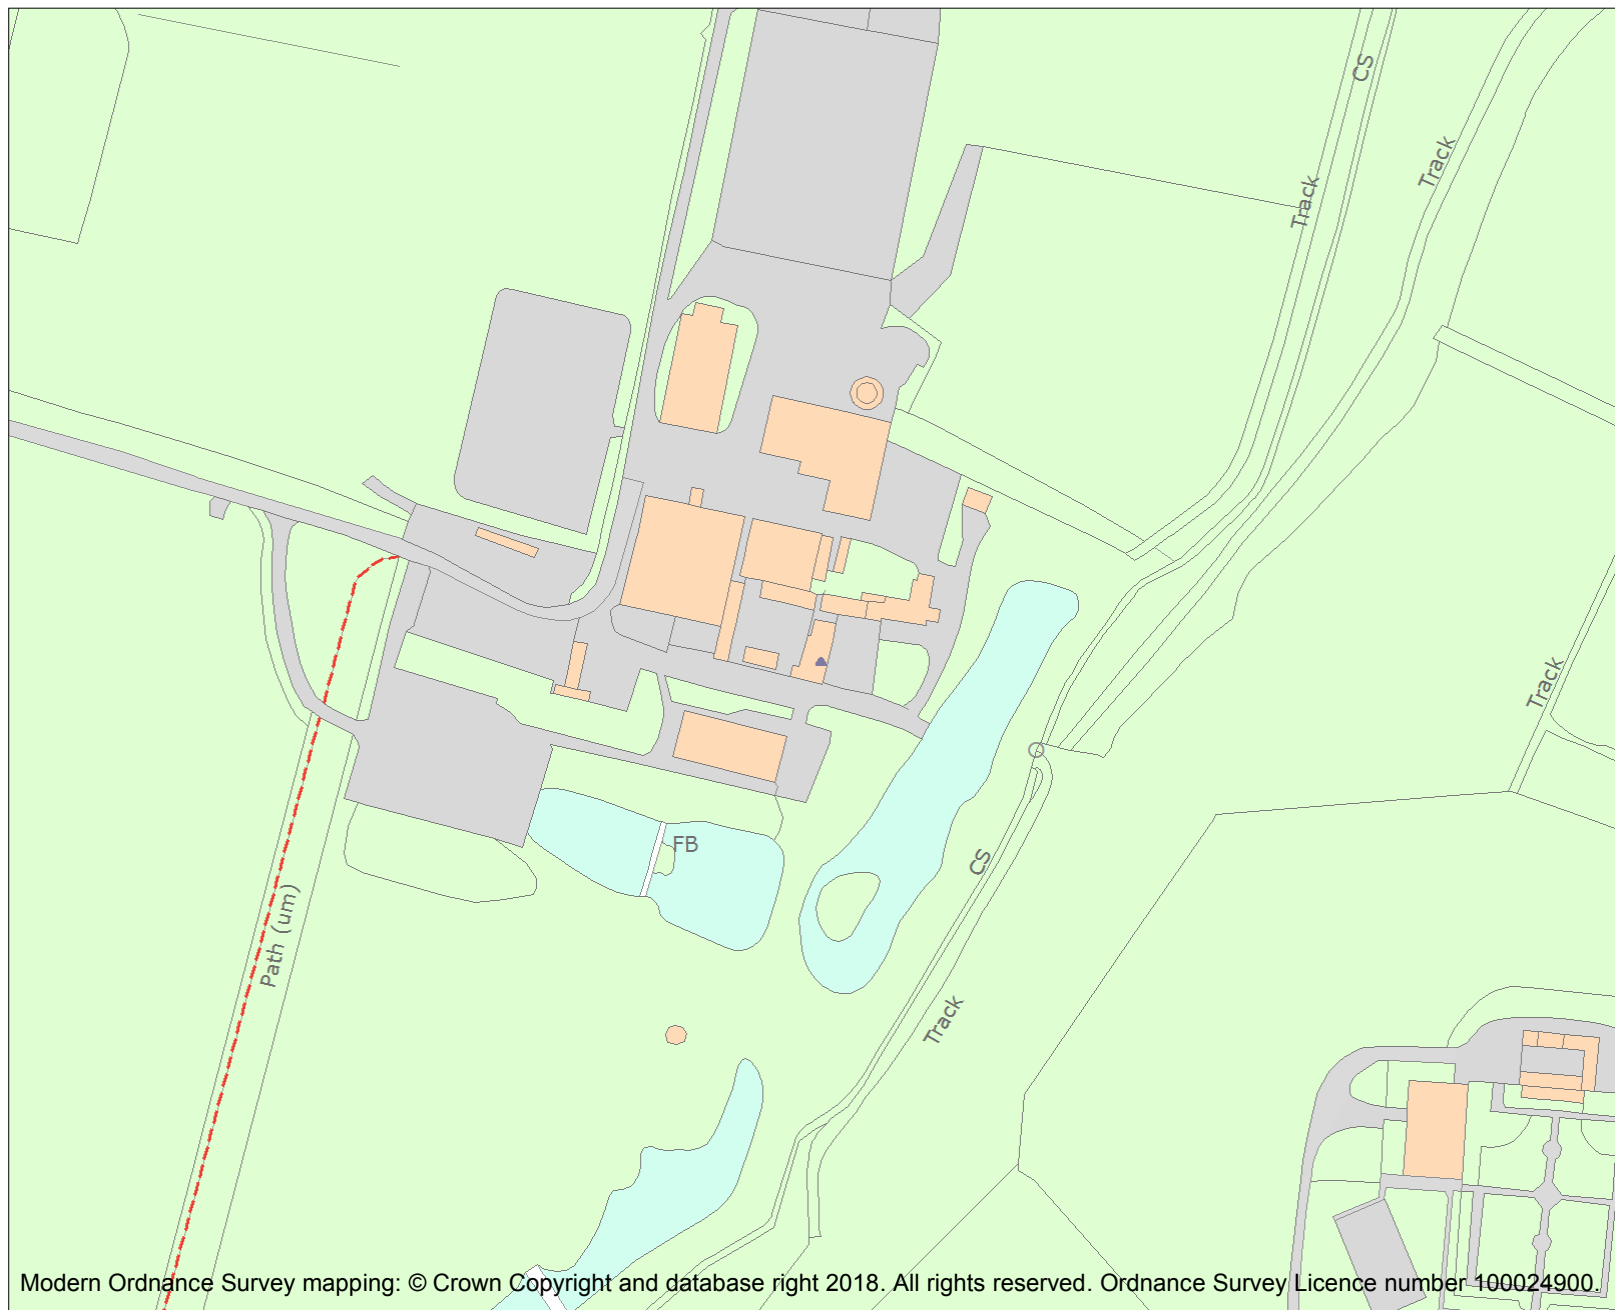 CS
Track
Track
Track
FB
CS
Path (um)
Track
Modern Ordnance Survey mapping: © Crown Copyright and database right 2018. All rights reserved. Ordnance Survey Licence number 100024900.